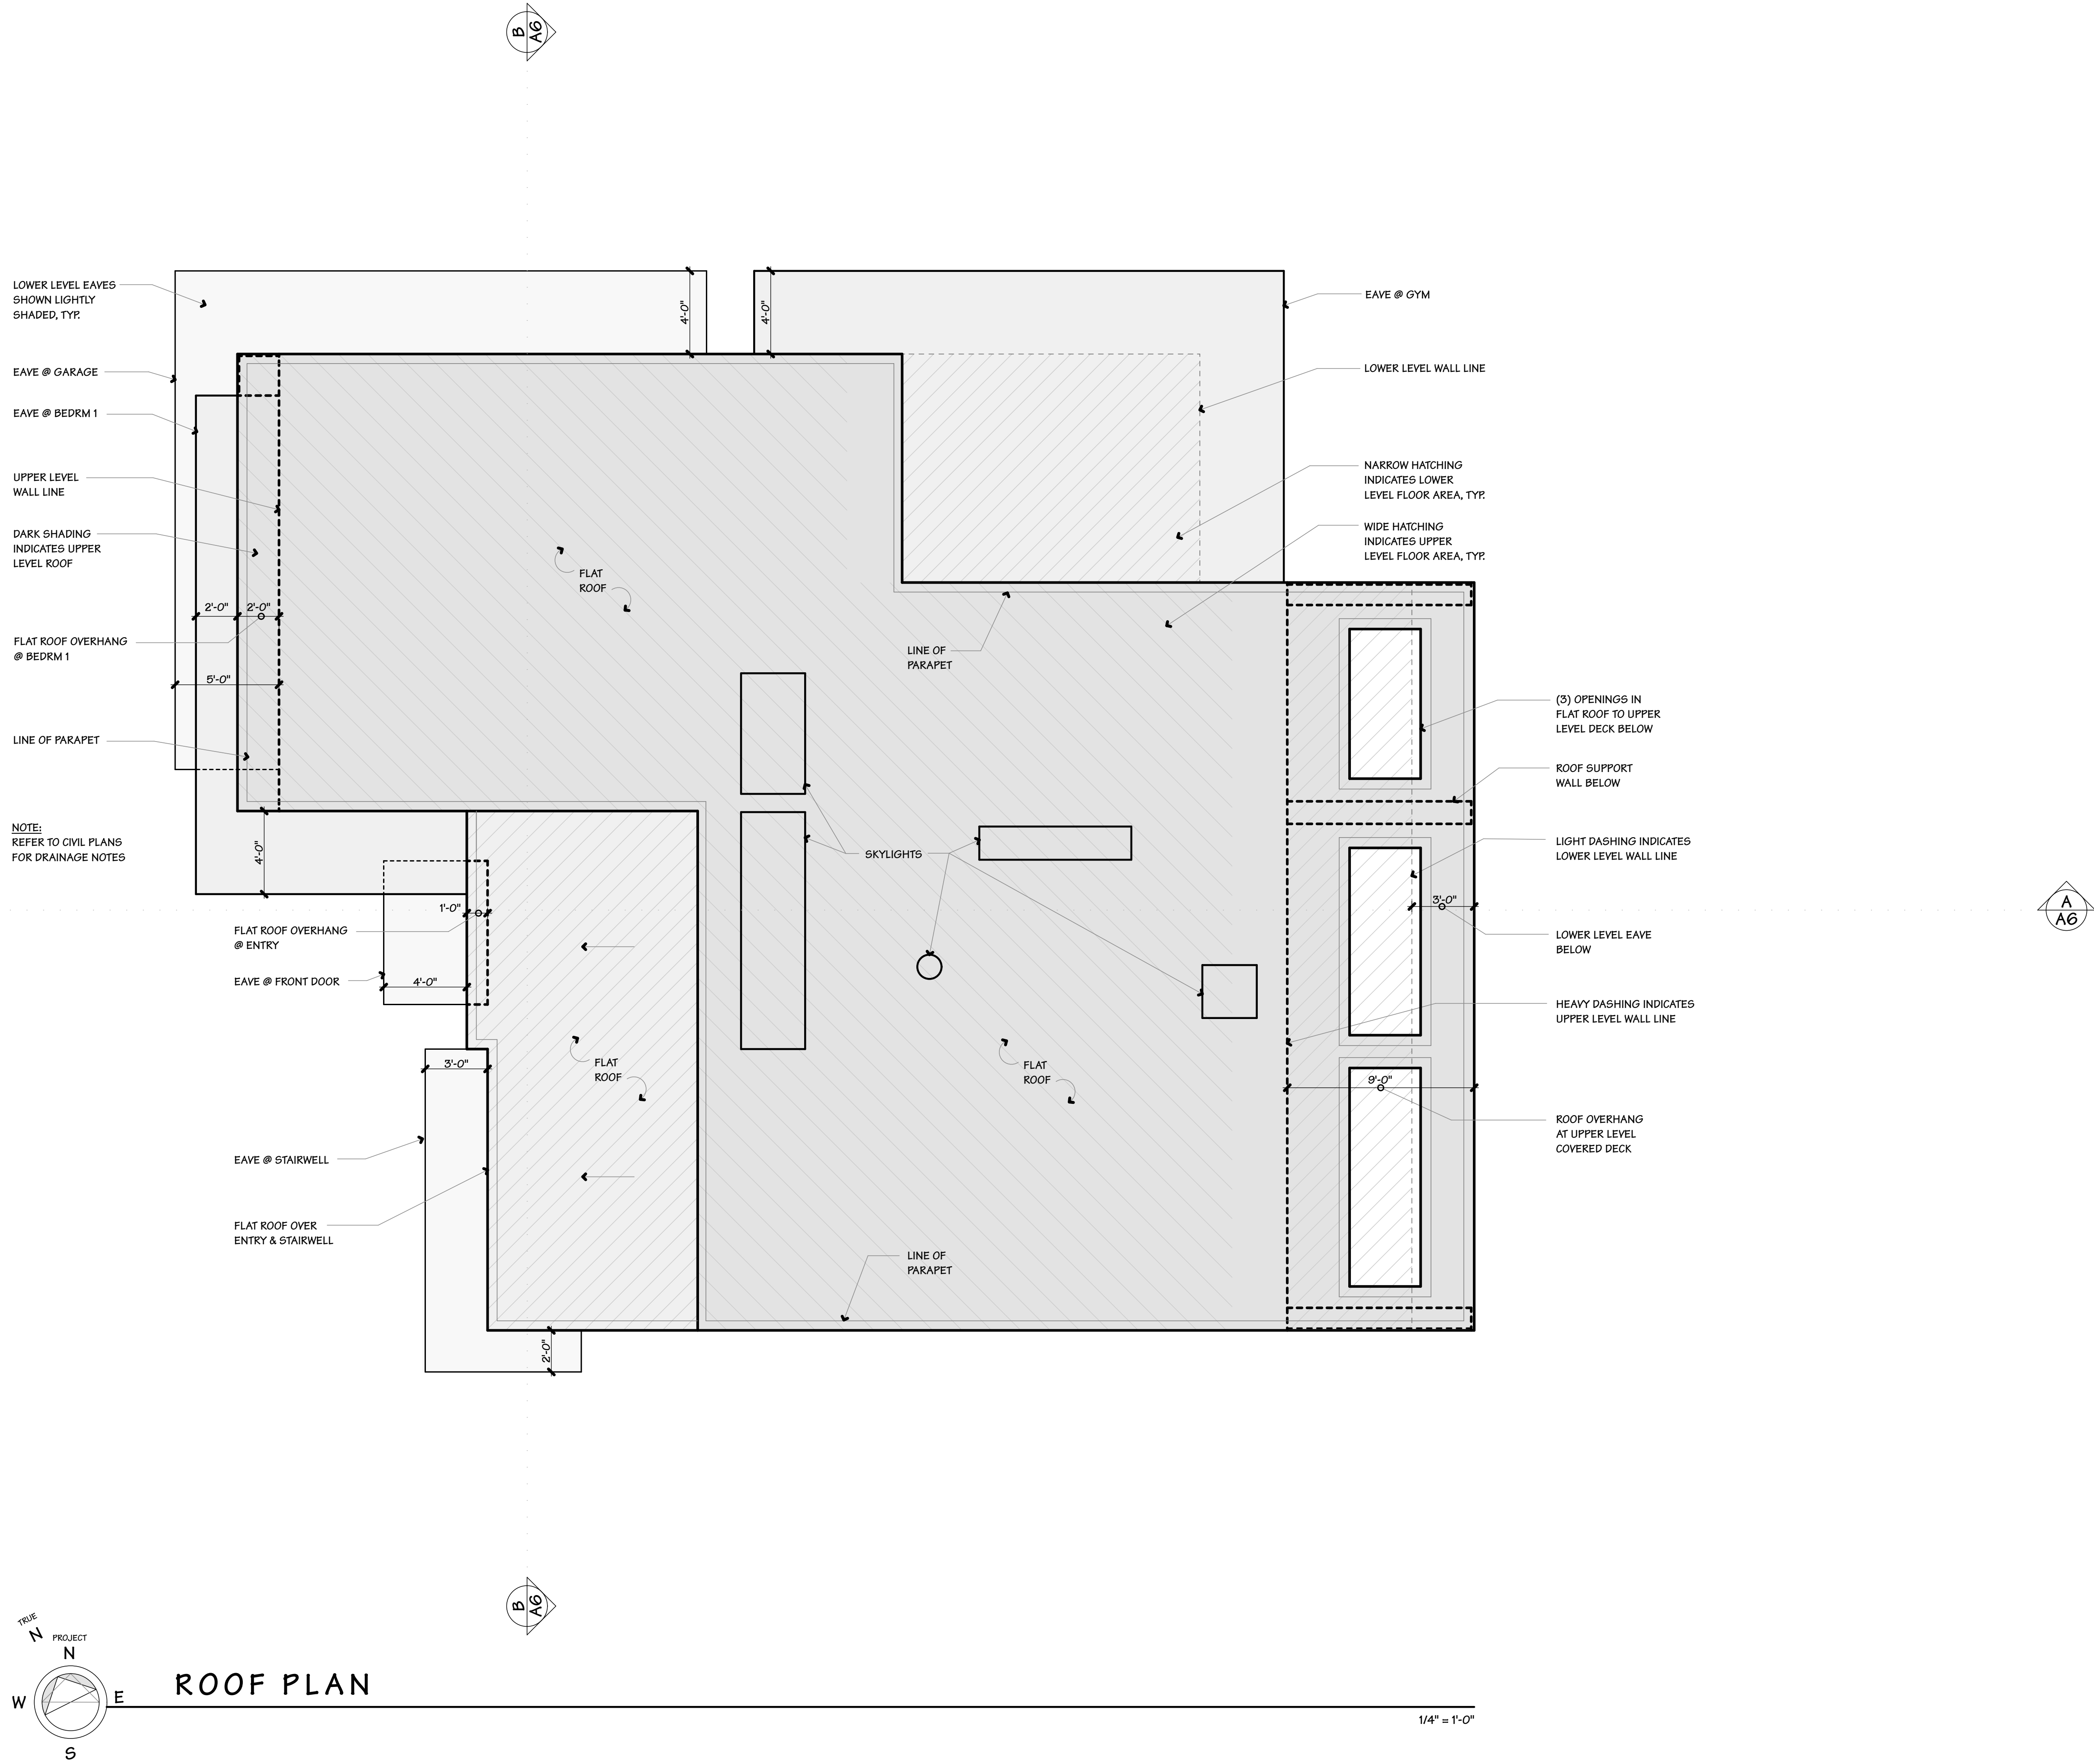 B
A6
LOWER LEVEL EAVES
SHOWN LIGHTLY
SHADED, TYP.
EAVE @ GARAGE
EAVE @ BEDRM 1
UPPER LEVEL
WALL LINE
DARK SHADING
INDICATES UPPER
LEVEL ROOF
2'-0"
2'-0"
FLAT ROOF OVERHANG
@ BEDRM 1
5'-0"
LINE OF PARAPET
NOTE:
REFER TO CIVIL PLANS
FOR DRAINAGE NOTES
4'-0"
4'-0"
4'-0"
EAVE @ GYM
LOWER LEVEL WALL LINE
NARROW HATCHING
INDICATES LOWER
LEVEL FLOOR AREA, TYP.
WIDE HATCHING
INDICATES UPPER
LEVEL FLOOR AREA, TYP.
FLAT
ROOF
LINE OF
PARAPET
(3) OPENINGS IN
FLAT ROOF TO UPPER
LEVEL DECK BELOW
ROOF SUPPORT
WALL BELOW
SKYLIGHTS
LIGHT DASHING INDICATES
LOWER LEVEL WALL LINE
3'-0"
A
A6
LOWER LEVEL EAVE
BELOW
1'-0"
FLAT ROOF OVERHANG
@ ENTRY
EAVE @ FRONT DOOR
4'-0"
HEAVY DASHING INDICATES
UPPER LEVEL WALL LINE
3'-0"
FLAT
ROOF
FLAT
ROOF
9'-0"
ROOF OVERHANG
AT UPPER LEVEL
COVERED DECK
EAVE @ STAIRWELL
FLAT ROOF OVER
ENTRY & STAIRWELL
LINE OF
PARAPET
2'-0"
B
A6
TRUE
N
PROJECT
N
W
E
S
ROOF PLAN
1/4" = 1'-0"